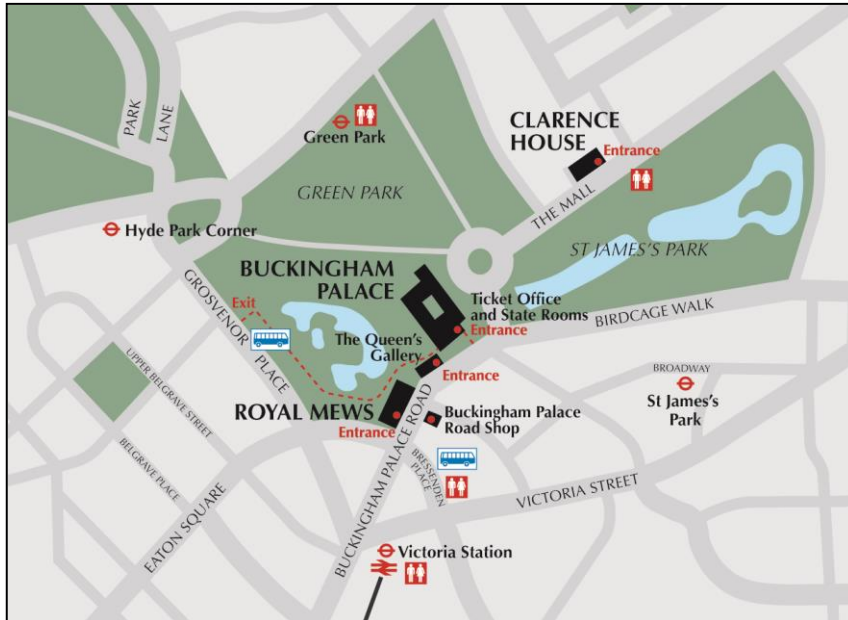 PARK
LANE
Green Park
CLARENCE
HOUSE
Entrance
GREEN PARK
THE MALL
Hyde Park Corner
ST JAMES'S PARK
BUCKINGHAM
PALACE
GROSVENOR
PLACE
Exit
Ticket Office
and State Rooms
Entrance
BIRDCAGE WALK
The Queen's
Gallery
Entrance
UPPER BELGRAVE STREET
BROADWAY
St James's
Park
ROYAL MEWS
Entrance
Buckingham Palace
Road Shop
BELGRAVE PLACE
BUCKINGHAM PALACE ROAD
BRESSENDEN
PLACE
VICTORIA STREET
EATON SQUARE
Victoria Station